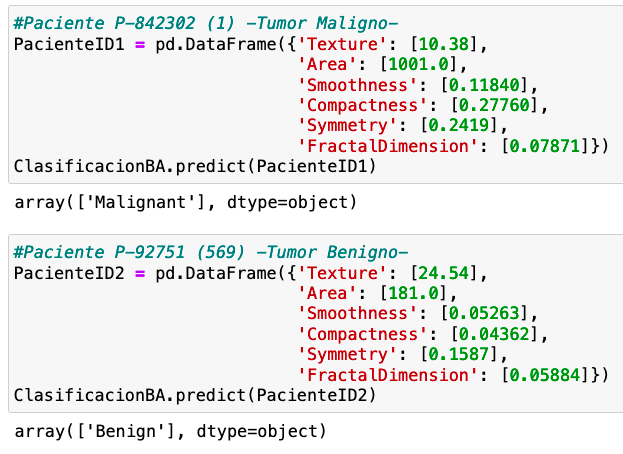 #Paciente P-842302 (1) -Tumor Maligno-
PacienteID1 = pd.DataFrame({'Texture': [10.38],
'Area': [1001.0],
'Smoothness': [0.11840],
'Compactness': [0.27760],
'Symmetry': [0.2419],
'FractalDimension': [0.07871]})
ClasificacionBA.predict(PacienteID1)
array(['Malignant'], dtype=object)
#Paciente P-92751 (569) -Tumor Benigno-
PacienteID2 = pd.DataFrame({'Texture': [24.54],
'Area': [181.0],
'Smoothness': [0.05263],
'Compactness': [0.04362],
'Symmetry': [0.1587],
'FractalDimension': [0.05884]})
ClasificacionBA.predict(PacienteID2)
array(['Benign'], dtype=object)